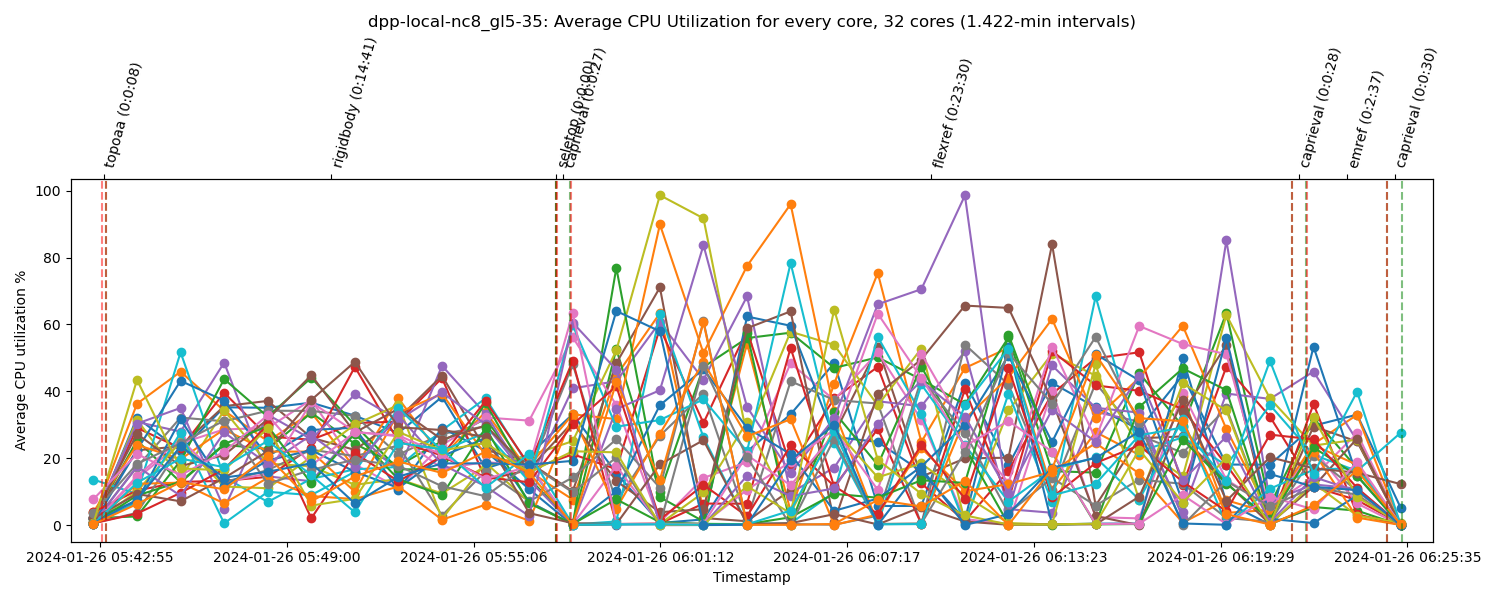 dpp-local-nc8_gl5-35: Average CPU Utilization for every core, 32 cores (1.422-min intervals)
topoaa (0:0:08)
rigidbody (0:14:41)
seletop (0:0:00)
caprieval (0:0:27)
flexref (0:23:30)
caprieval (0:0:28)
emref (0:2:37)
caprieval (0:0:30)
Average CPU utilization %
100
80
60
40
20
0
2024-01-26 05:42:55
2024-01-26 05:49:00
2024-01-26 05:55:06
2024-01-26 06:01:12
2024-01-26 06:07:17
2024-01-26 06:13:23
2024-01-26 06:19:29
2024-01-26 06:25:35
Timestamp